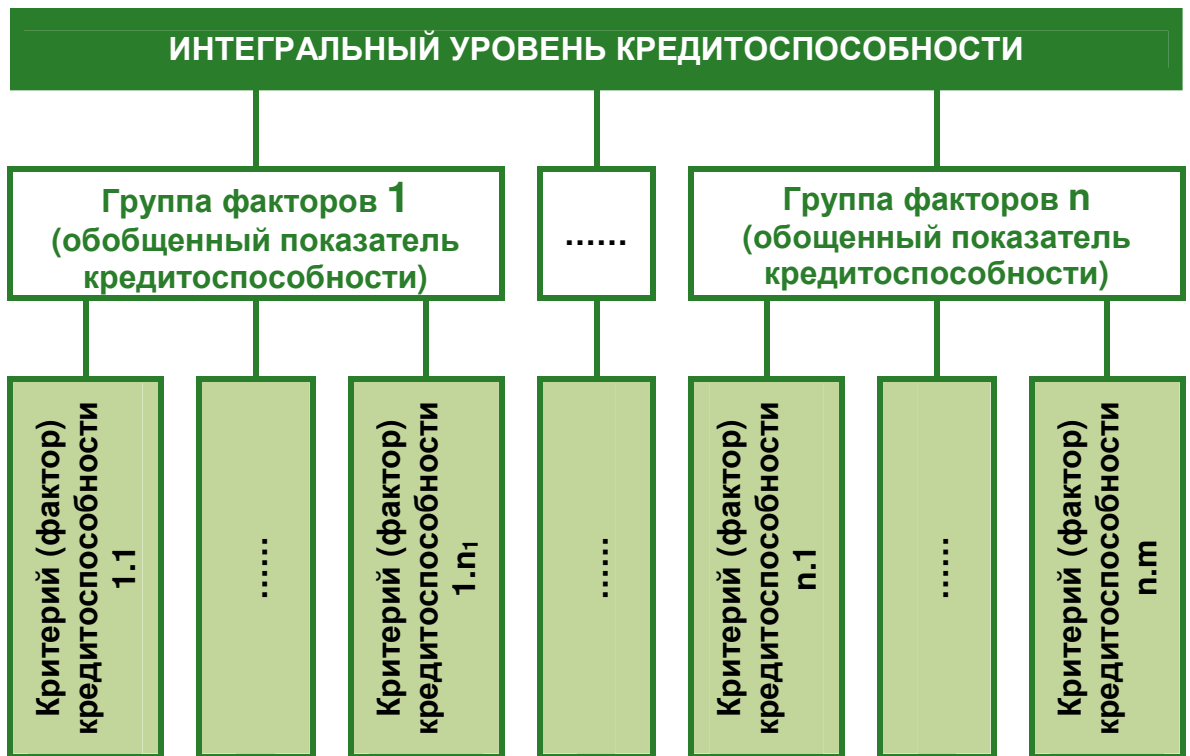 ИНТЕГРАЛЬНЫЙ УРОВЕНЬ КРЕДИТОСПОСОБНОСТИ
Группа факторов 1
(обобщенный показатель
кредитоспособности)
......
Группа факторов n
(обощенный показатель
кредитоспособности)
Критерий (фактор)
кредитоспособности
1.1
......
Критерий (фактор)
кредитоспособности
1.n₁
......
Критерий (фактор)
кредитоспособности
n.1
......
Критерий (фактор)
кредитоспособности
n.m